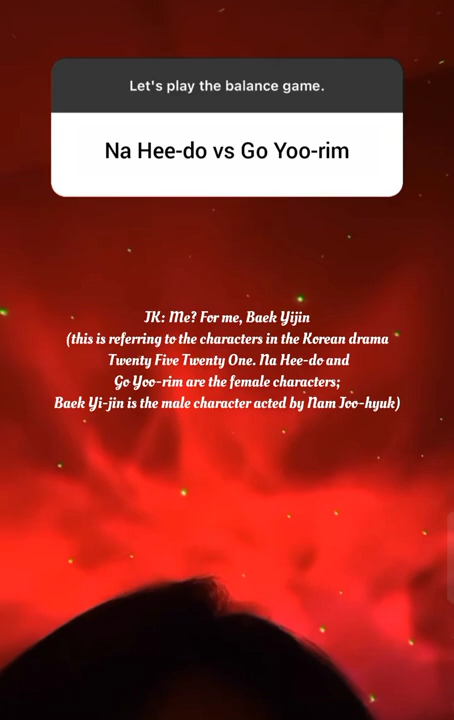 Let's play the balance game.
Na Hee-do vs Go Yoo-rim
JK: Me? For me, Baek Yijin
(this is referring to the characters in the Korean drama
Twenty Five Twenty One. Na Hee-do and
Go Yoo-rim are the female characters;
Baek Yi-jin is the male character acted by Nam Joo-hyuk)